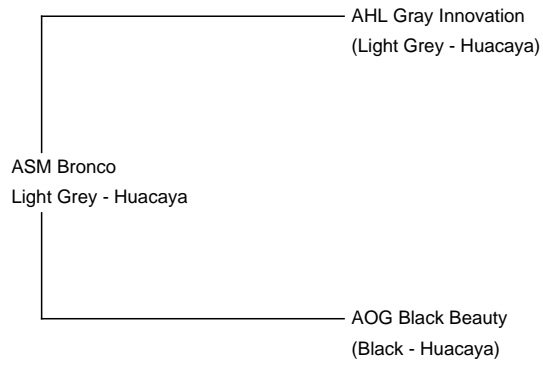 AHL Gray Innovation
(Light Grey - Huacaya)
ASM Bronco
Light Grey - Huacaya
AOG Black Beauty
(Black - Huacaya)